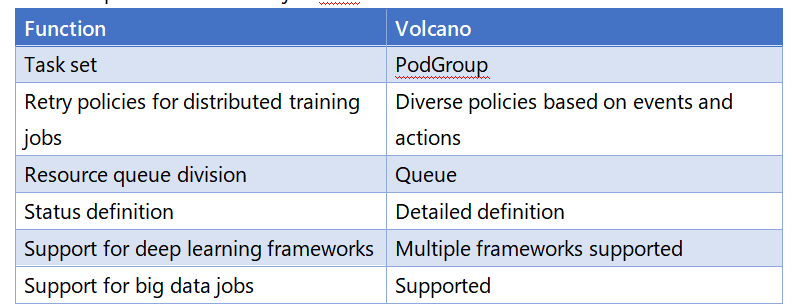 Function Volcano
Task set PodGroup
Retry policies for distributed training Diverse policies based on events and
jobs actions
Resource queue division Queue
Status definition Detailed definition
Support for deep learning frameworks Multiple frameworks supported
Support for big data jobs Supported